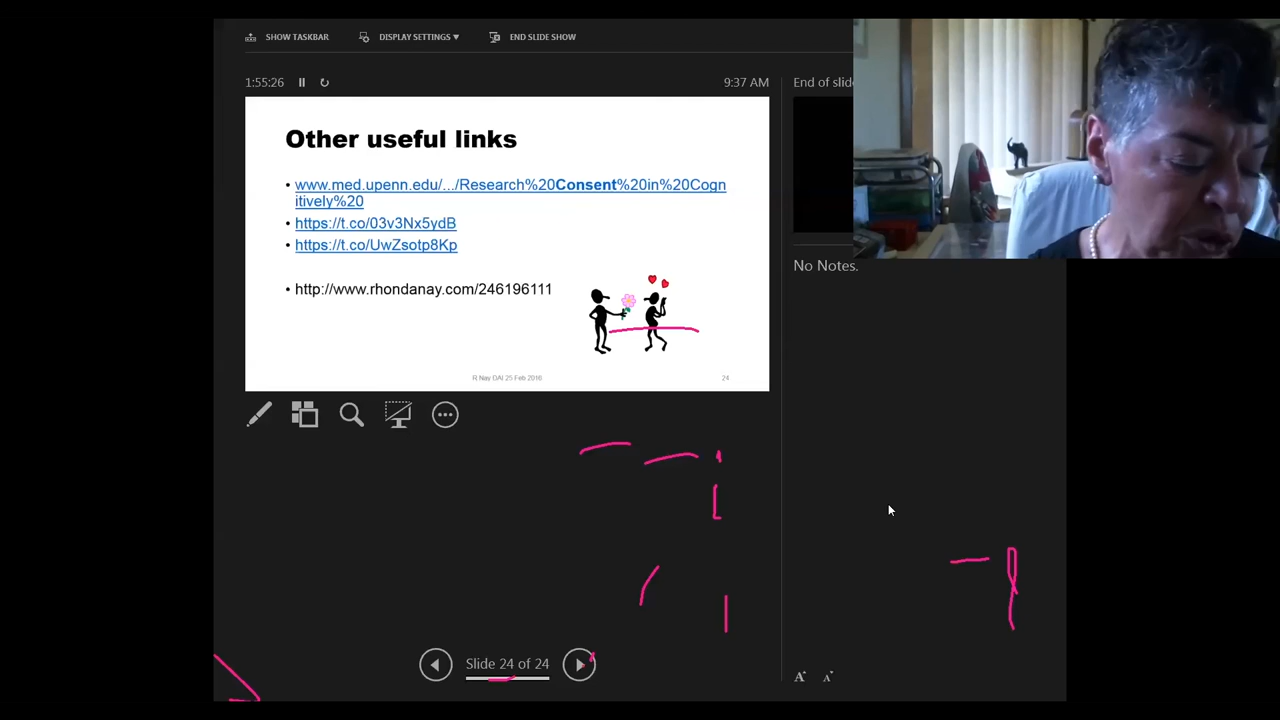 SHOW TASKBAR
DISPLAY SETTINGS ▼
END SLIDE SHOW
1:55:26
9:37 AM
End of slid
Other useful links
• www.med.upenn.edu/.../Research%20Consent%20in%20Cogn
itively%20
• https://t.co/03v3Nx5ydB
• https://t.co/UwZsotp8Kp
• http://www.rhondanay.com/246196111
R Nay DAI 25 Feb 2016
24
No Notes.
Slide 24 of 24
A A